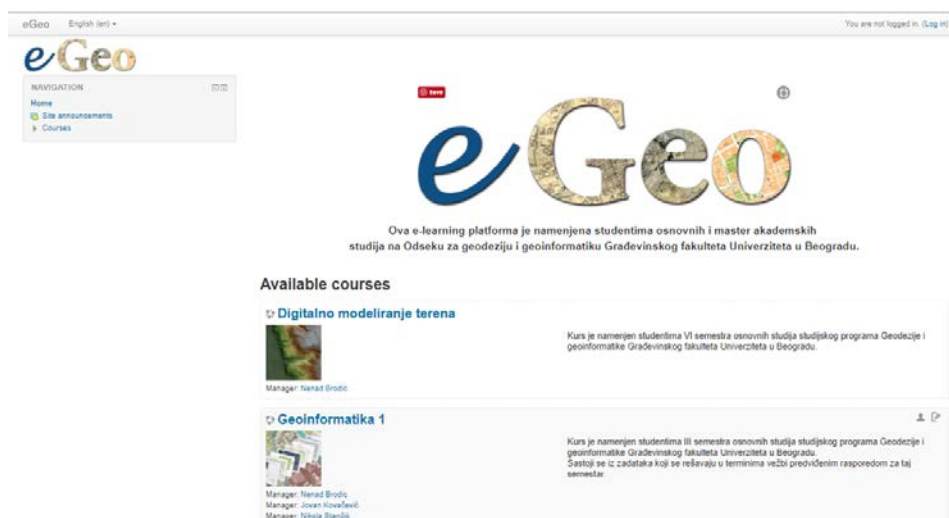 eGeo English (en)
You are not logged in. (Log in)
eGeo
NAVIGATION
Home
Site announcements
Courses
Save
eGeo
Ova e-learning platforma je namenjena studentima osnovnih i master akademskih
studija na Odseku za geodeziju i geoinformatiku Građevinskog fakulteta Univerziteta u Beogradu.
Available courses
Digitalno modeliranje terena
Kurs je namenjen studentima VI semestra osnovnih studija studijskog programa Geodezije i
geoinformatike Građevinskog fakulteta Univerziteta u Beogradu.
Manager: Nenad Brodic
Geoinformatika 1
Kurs je namenjen studentima III semestra osnovnih studija studijskog programa Geodezije i
geoinformatike Građevinskog fakulteta Univerziteta u Beogradu.
Sastoji se iz zadataka koji se rešavaju u terminima vežbi predviđenim rasporedom za taj
semestar.
Manager: Nenad Brodic
Manager: Jovan Kovačević
Manager: Nikola Stančić